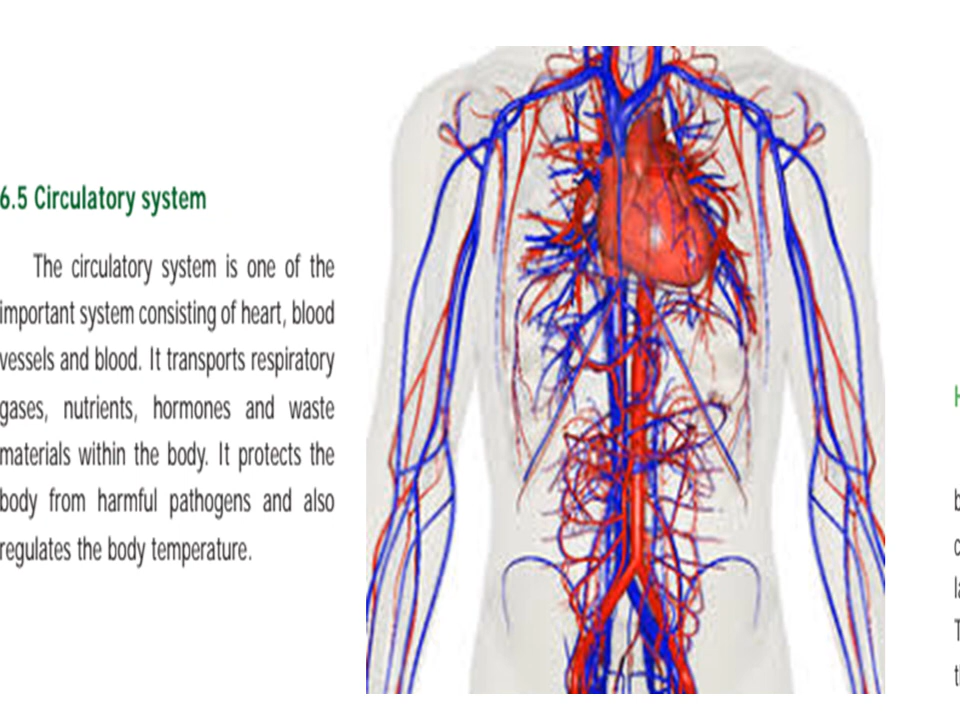 6.5 Circulatory system
The circulatory system is one of the
important system consisting of heart, blood
vessels and blood. It transports respiratory
gases, nutrients, hormones and waste
materials within the body. It protects the
body from harmful pathogens and also
regulates the body temperature.